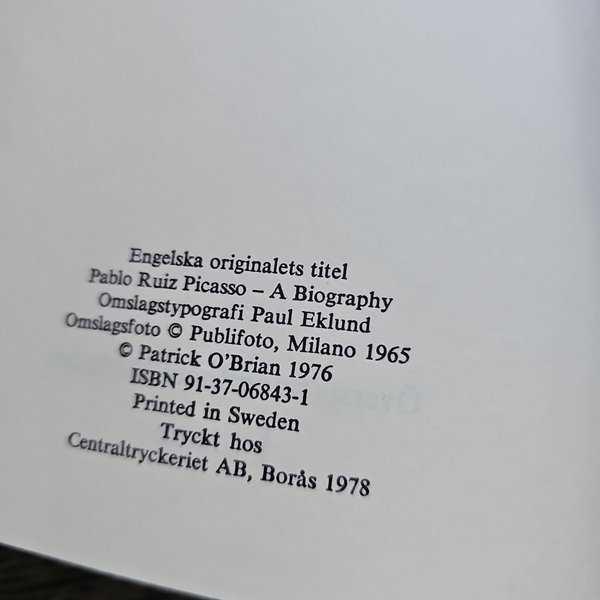 Engelska originalets titel
Pablo Ruiz Picasso – A Biography
Omslagstypografi Paul Eklund
Omslagsfoto © Publifoto, Milano 1965
© Patrick O'Brian 1976
ISBN 91-37-06843-1
Printed in Sweden
Tryckt hos
Centraltryckeriet AB, Borås 1978